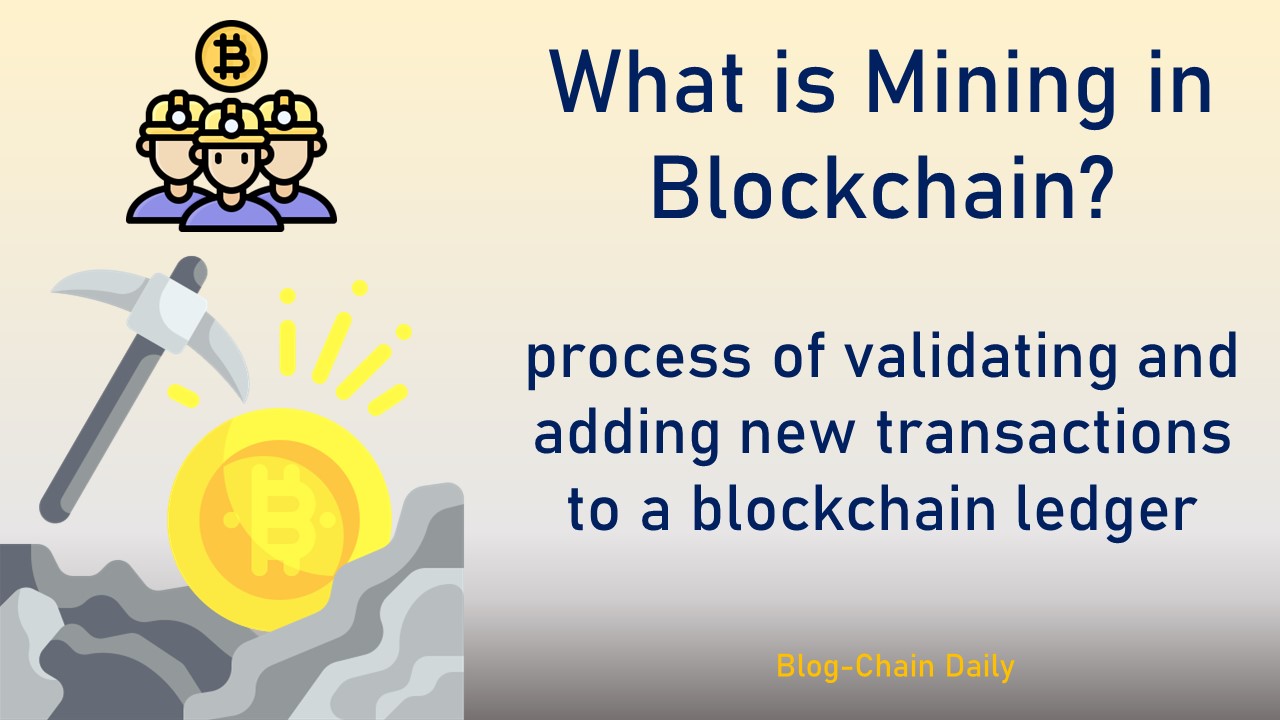 What is Mining in
Blockchain?
process of validating and
adding new transactions
to a blockchain ledger
Blog-Chain Daily